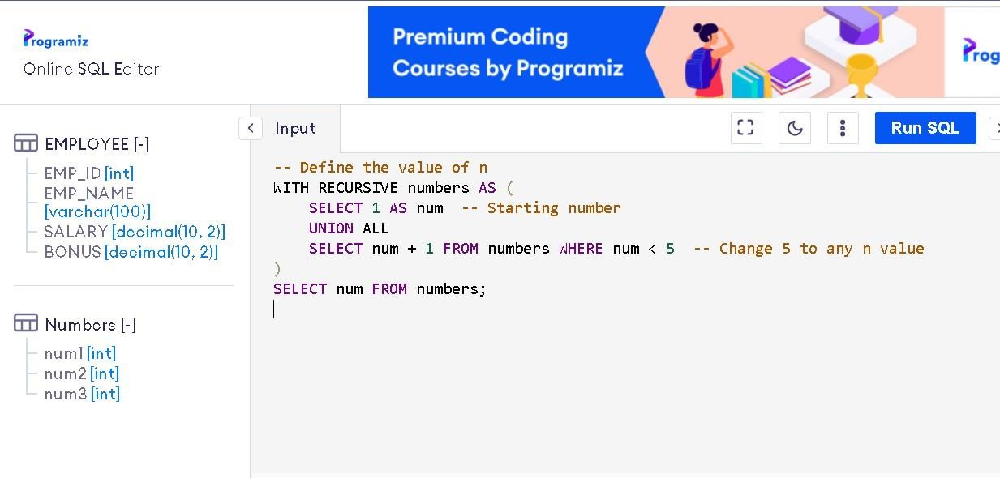 Programiz
Online SQL Editor
Premium Coding
Courses by Programiz
Prog
Input
Run SQL
EMPLOYEE [-]
EMP_ID [int]
EMP_NAME
[varchar(100)]
SALARY [decimal(10, 2)]
BONUS [decimal(10, 2)]
Numbers [-]
num1 [int]
num2 [int]
num3 [int]
-- Define the value of n
WITH RECURSIVE numbers AS (
    SELECT 1 AS num  -- Starting number
    UNION ALL
    SELECT num + 1 FROM numbers WHERE num < 5  -- Change 5 to any n value
)
SELECT num FROM numbers;